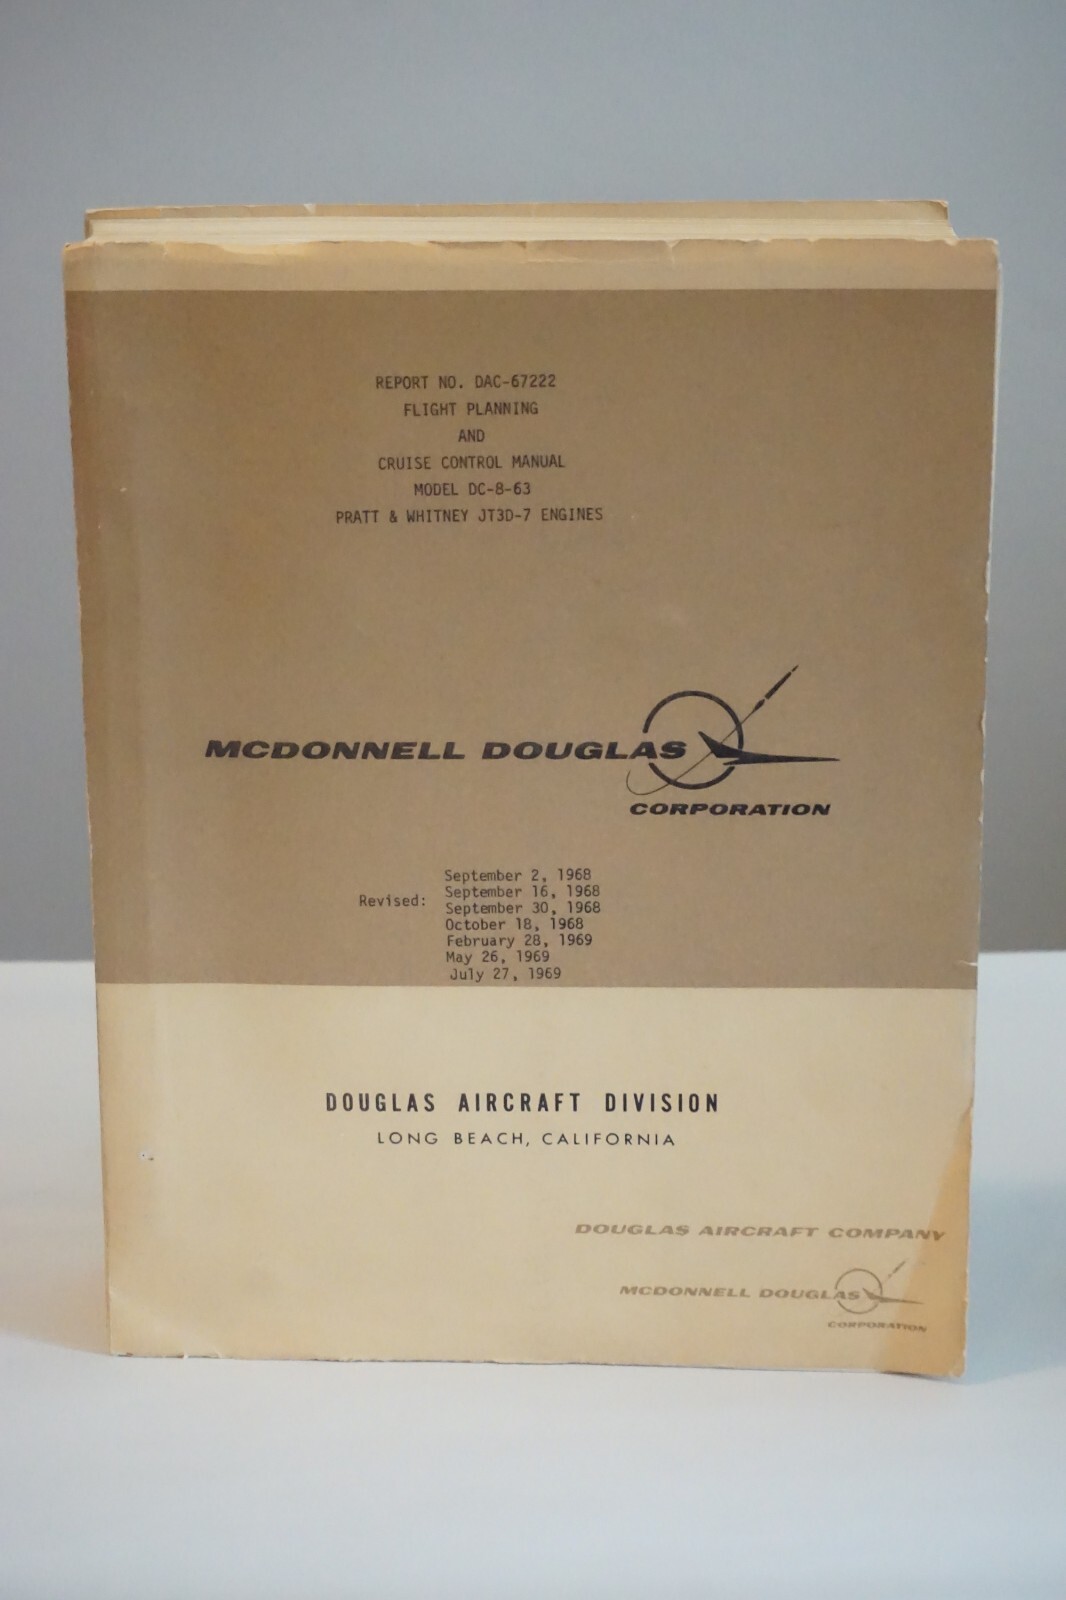 REPORT NO. DAC-67222
FLIGHT PLANNING
AND
CRUISE CONTROL MANUAL
MODEL DC-8-63
PRATT & WHITNEY JT3D-7 ENGINES
MCDONNELL DOUGLAS
CORPORATION
Revised:
September 2, 1968
September 16, 1968
September 30, 1968
October 18, 1968
February 28, 1969
May 26, 1969
July 27, 1969
DOUGLAS AIRCRAFT DIVISION
LONG BEACH, CALIFORNIA
DOUGLAS AIRCRAFT COMPANY
MCDONNELL DOUGLAS
CORPORATION